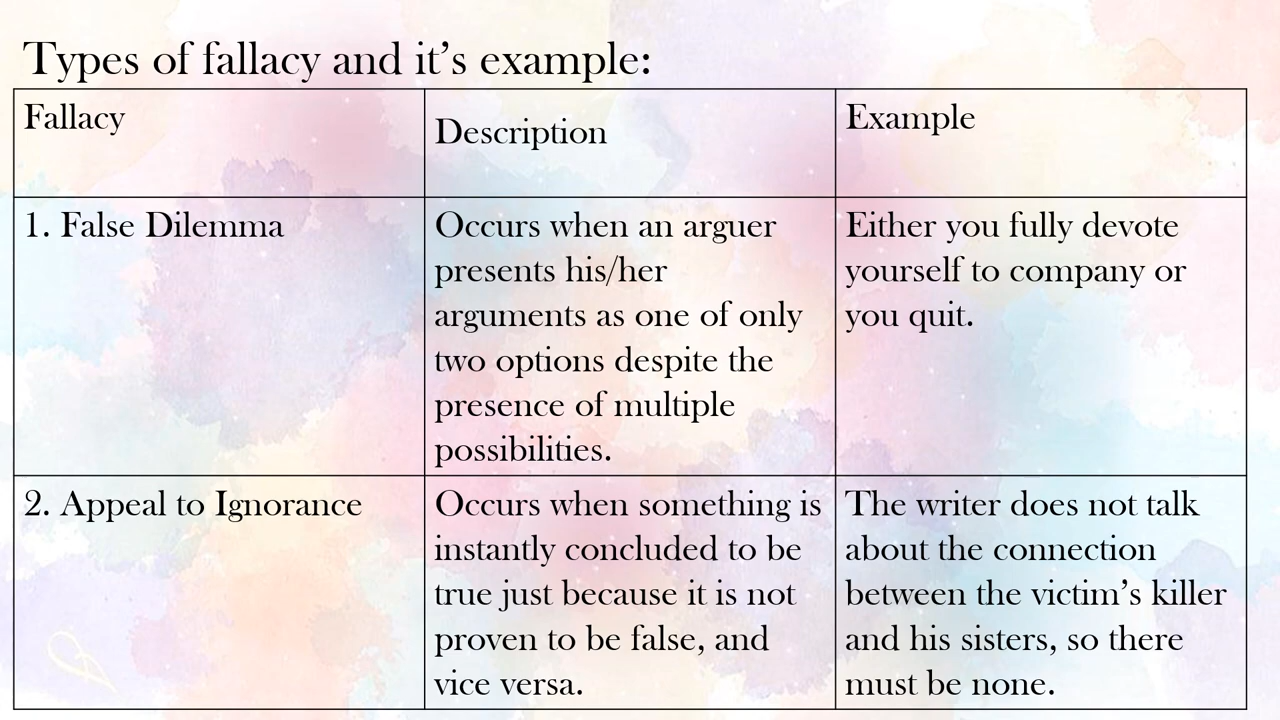 Types of fallacy and it’s example:
Fallacy
Description
Example
1. False Dilemma
Occurs when an arguer
presents his/her
arguments as one of only
two options despite the
presence of multiple
possibilities.
Either you fully devote
yourself to company or
you quit.
2. Appeal to Ignorance
Occurs when something is
instantly concluded to be
true just because it is not
proven to be false, and
vice versa.
The writer does not talk
about the connection
between the victim’s killer
and his sisters, so there
must be none.